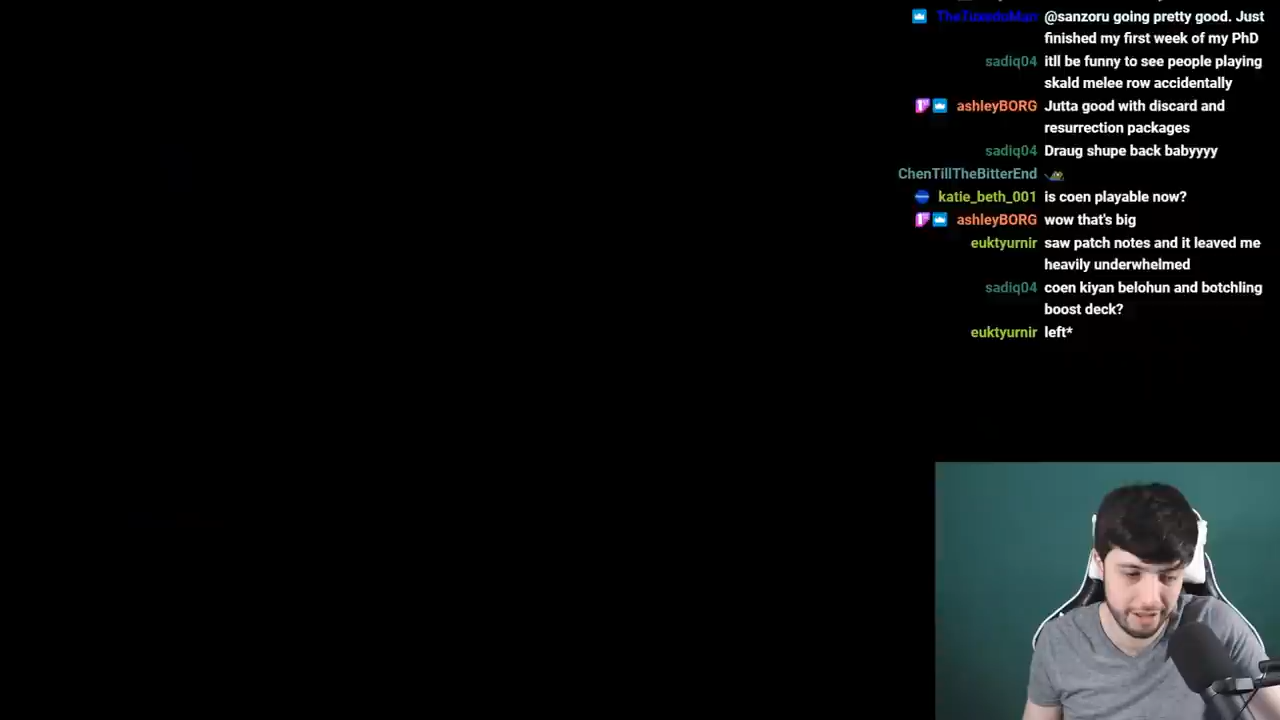 TheTuxedoMan @sanzoru going pretty good. Just
finished my first week of my PhD
sadiq04 itll be funny to see people playing
skald melee row accidentally
ashleyBORG Jutta good with discard and
resurrection packages
sadiq04 Draug shupe back babyyyy
ChenTillTheBitterEnd
katie_beth_001 is coen playable now?
ashleyBORG wow that's big
euktyurnir saw patch notes and it leaved me
heavily underwhelmed
sadiq04 coen kiyan belohun and botchling
boost deck?
euktyurnir left*